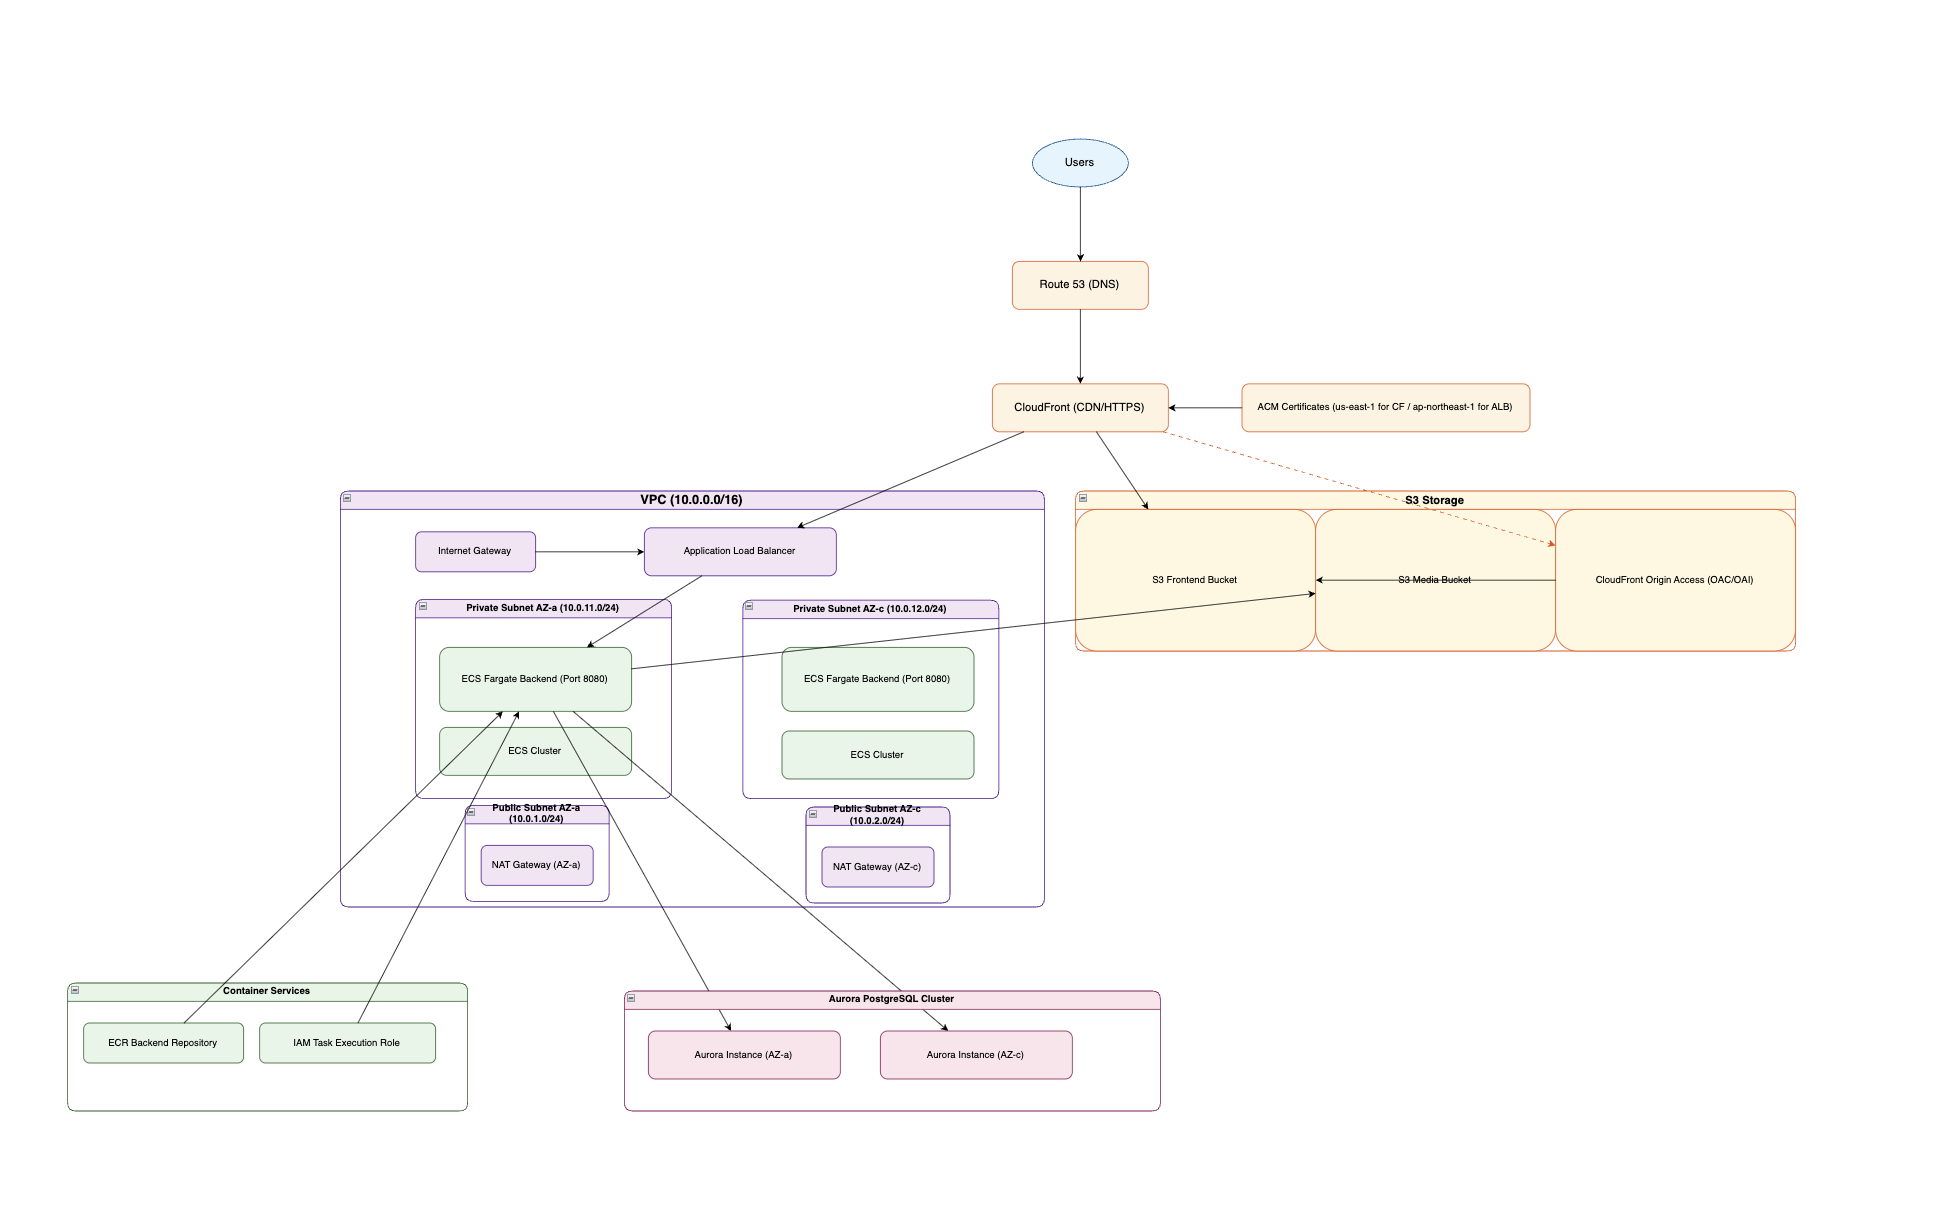 Users
Route 53 (DNS)
CloudFront (CDN/HTTPS)
ACM Certificates (us-east-1 for CF / ap-northeast-1 for ALB)
VPC (10.0.0.0/16)
Internet Gateway
Application Load Balancer
Private Subnet AZ-a (10.0.11.0/24)
ECS Fargate Backend (Port 8080)
ECS Cluster
Private Subnet AZ-c (10.0.12.0/24)
ECS Fargate Backend (Port 8080)
ECS Cluster
Public Subnet AZ-a
(10.0.1.0/24)
NAT Gateway (AZ-a)
Public Subnet AZ-c
(10.0.2.0/24)
NAT Gateway (AZ-c)
S3 Storage
S3 Frontend Bucket
S3 Media Bucket
CloudFront Origin Access (OAC/OAI)
Container Services
ECR Backend Repository
IAM Task Execution Role
Aurora PostgreSQL Cluster
Aurora Instance (AZ-a)
Aurora Instance (AZ-c)